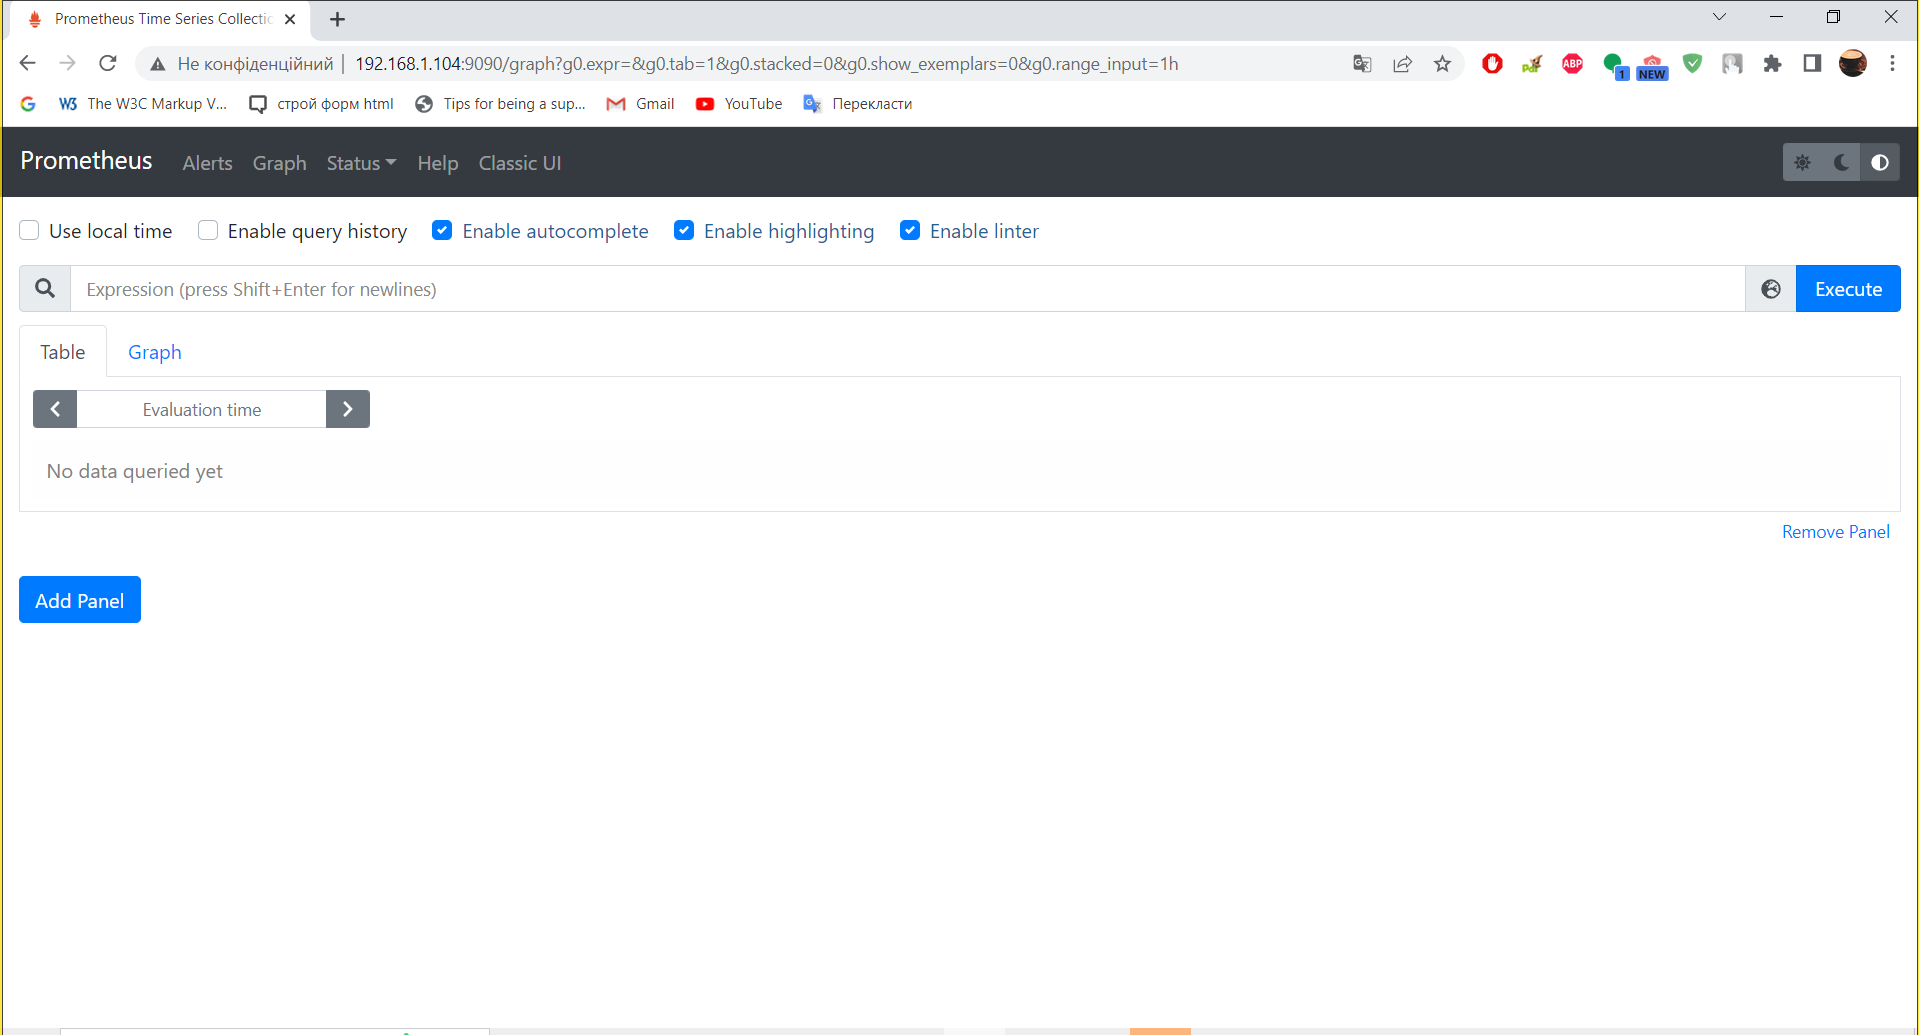 Prometheus Time Series Collectio
Не конфіденційний | 192.168.1.104:9090/graph?g0.expr=&g0.tab=1&g0.stacked=0&g0.show_exemplars=0&g0.range_input=1h
pdf ABP 1 NEW
W3 The W3C Markup V... строй форм html Tips for being a sup... Gmail YouTube Перекласти
Prometheus Alerts Graph Status Help Classic UI
Use local time Enable query history Enable autocomplete Enable highlighting Enable linter
Expression (press Shift+Enter for newlines) Execute
Table Graph
Evaluation time
No data queried yet
Remove Panel
Add Panel